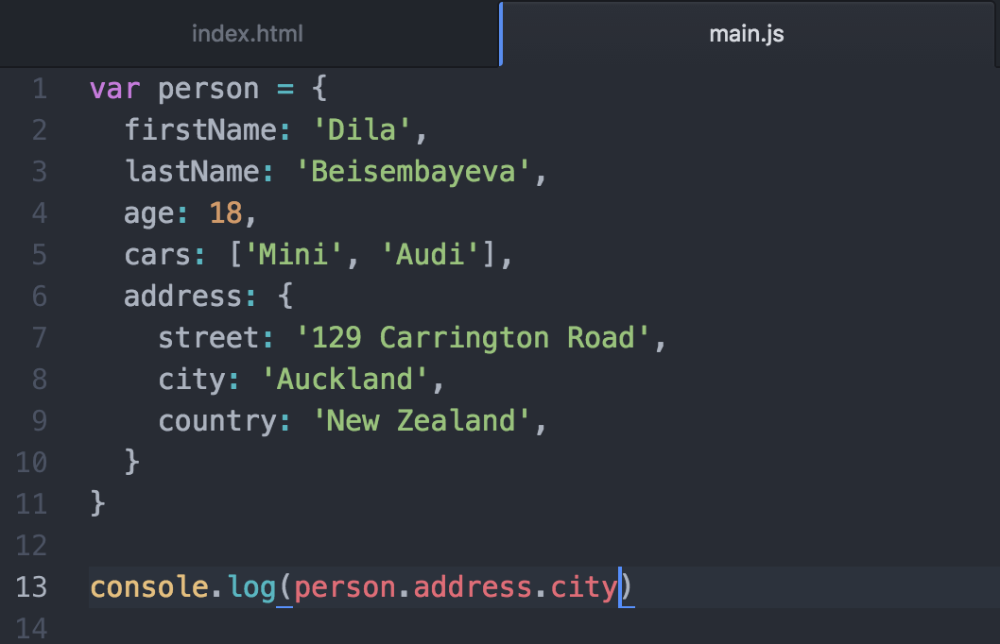 index.html
main.js
1 var person = {
2   firstName: 'Dila',
3   lastName: 'Beisembayeva',
4   age: 18,
5   cars: ['Mini', 'Audi'],
6   address: {
7     street: '129 Carrington Road',
8     city: 'Auckland',
9     country: 'New Zealand',
10   }
11 }
12
13 console.log(person.address.city)
14